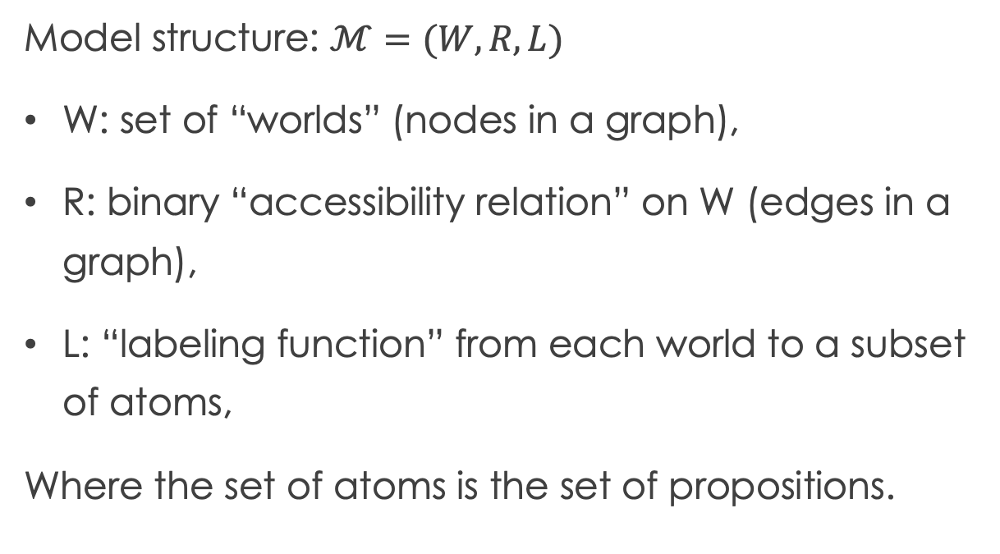 Model structure: ℳ = (W, R, L)
• W: set of “worlds” (nodes in a graph),
• R: binary “accessibility relation” on W (edges in a
graph),
• L: “labeling function” from each world to a subset
of atoms,
Where the set of atoms is the set of propositions.